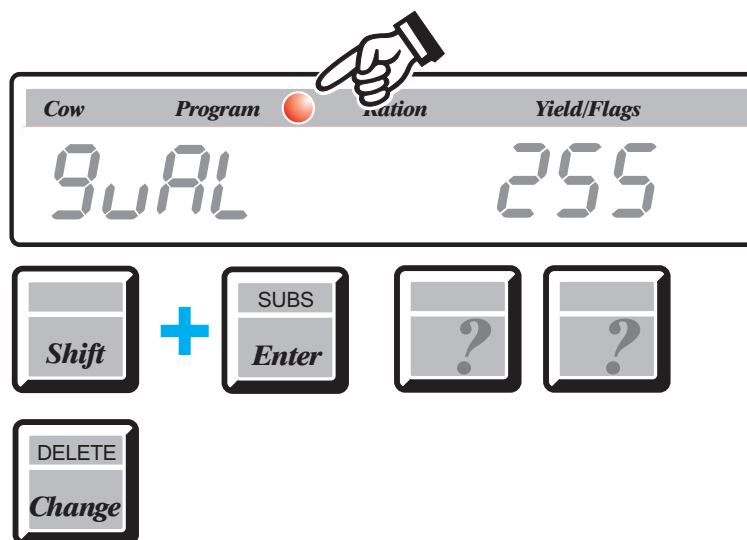 Cow Program Ration Yield/Flags
9uAL 255
Shift + SUBS Enter ? ?
DELETE
Change